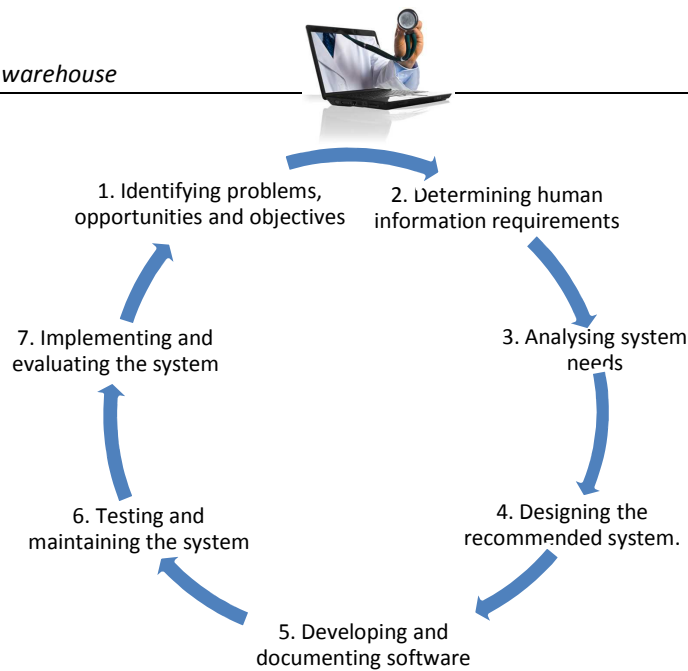 warehouse
1. Identifying problems,
opportunities and objectives
2. Determining human
information requirements
3. Analysing system
needs
4. Designing the
recommended system.
5. Developing and
documenting software
6. Testing and
maintaining the system
7. Implementing and
evaluating the system